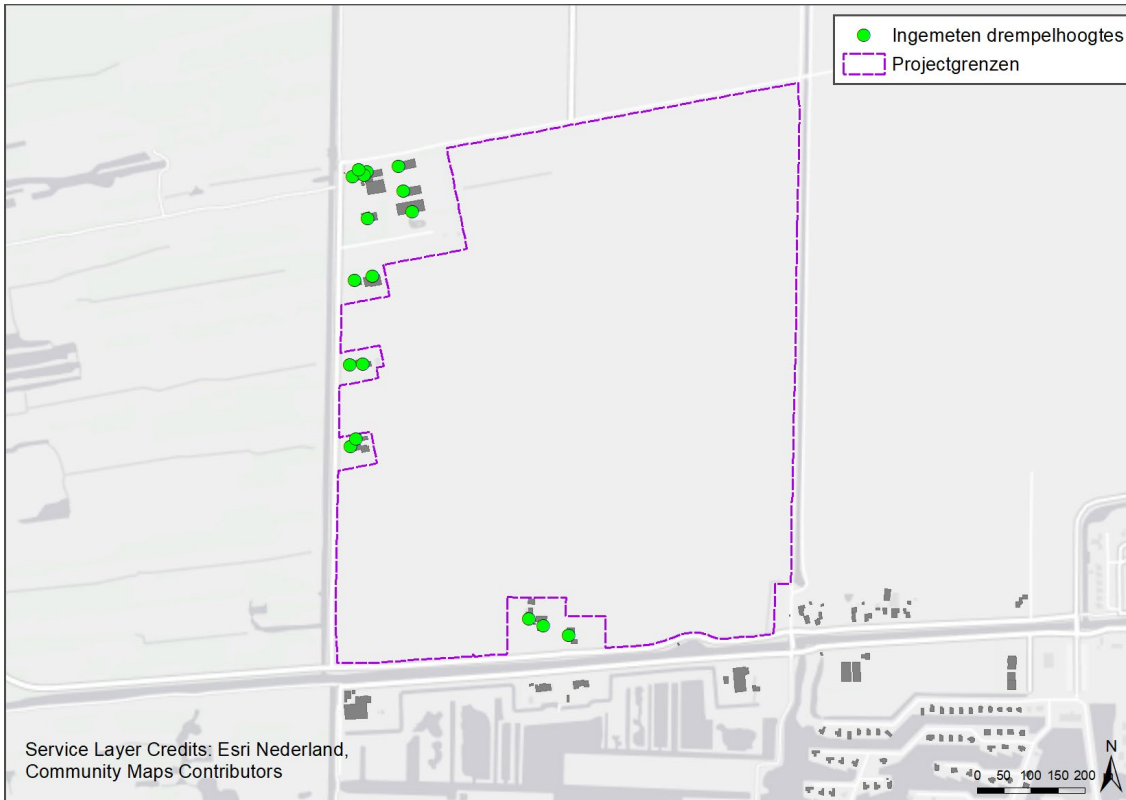 Ingemeten drempelhoogtes
Projectgrenzen
Service Layer Credits: Esri Nederland,
Community Maps Contributors
N
0 50 100 150 200